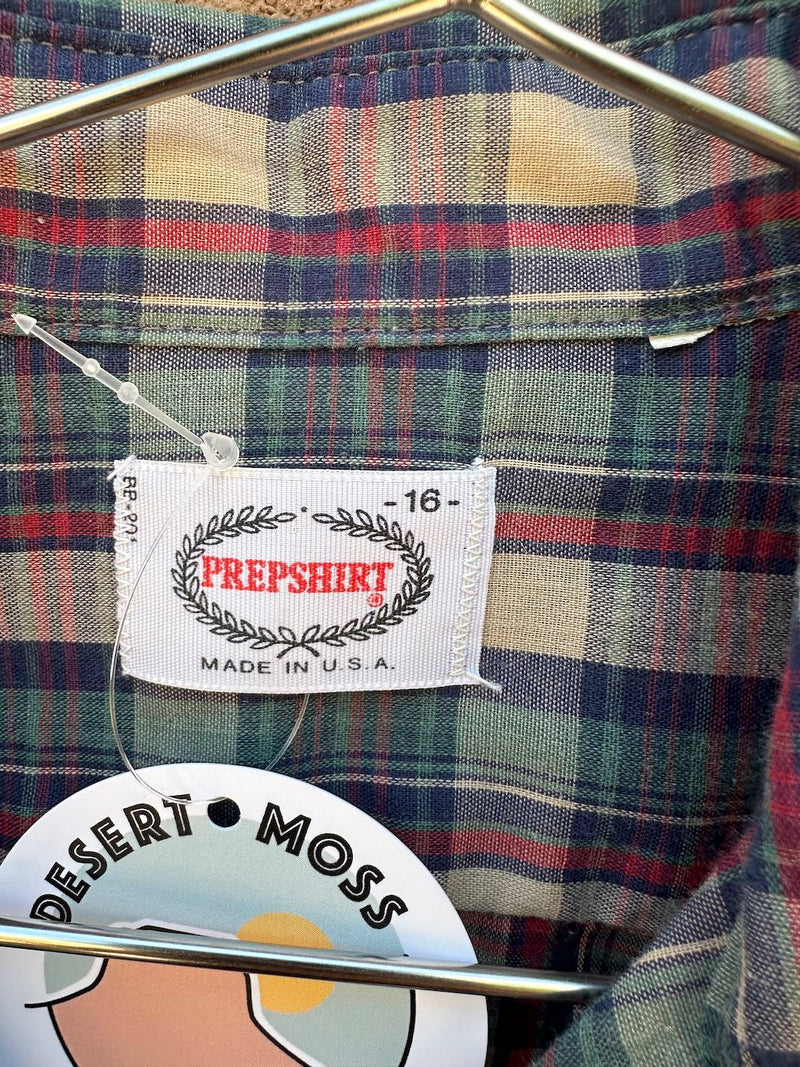 -16-
PREPSHIRT®
MADE IN U.S.A.
DESERT • MOSS